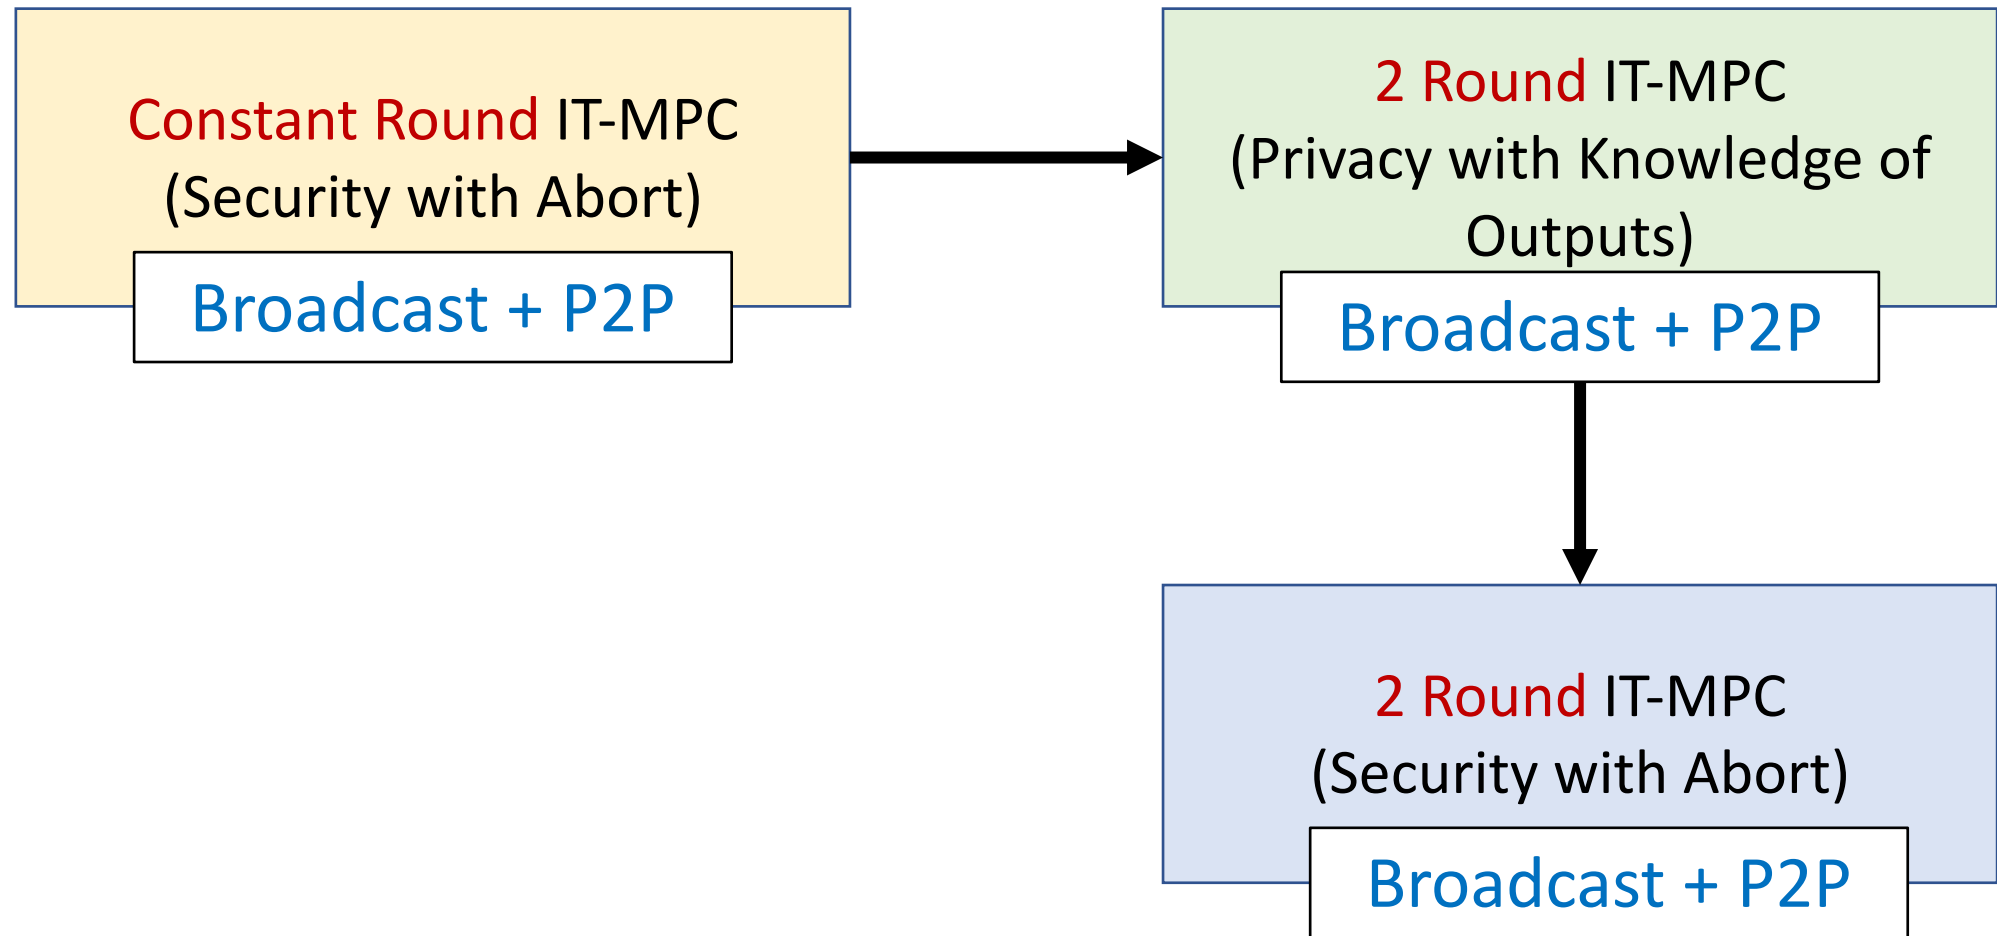 Constant Round IT-MPC
(Security with Abort)
Broadcast + P2P
2 Round IT-MPC
(Privacy with Knowledge of
Outputs)
Broadcast + P2P
2 Round IT-MPC
(Security with Abort)
Broadcast + P2P